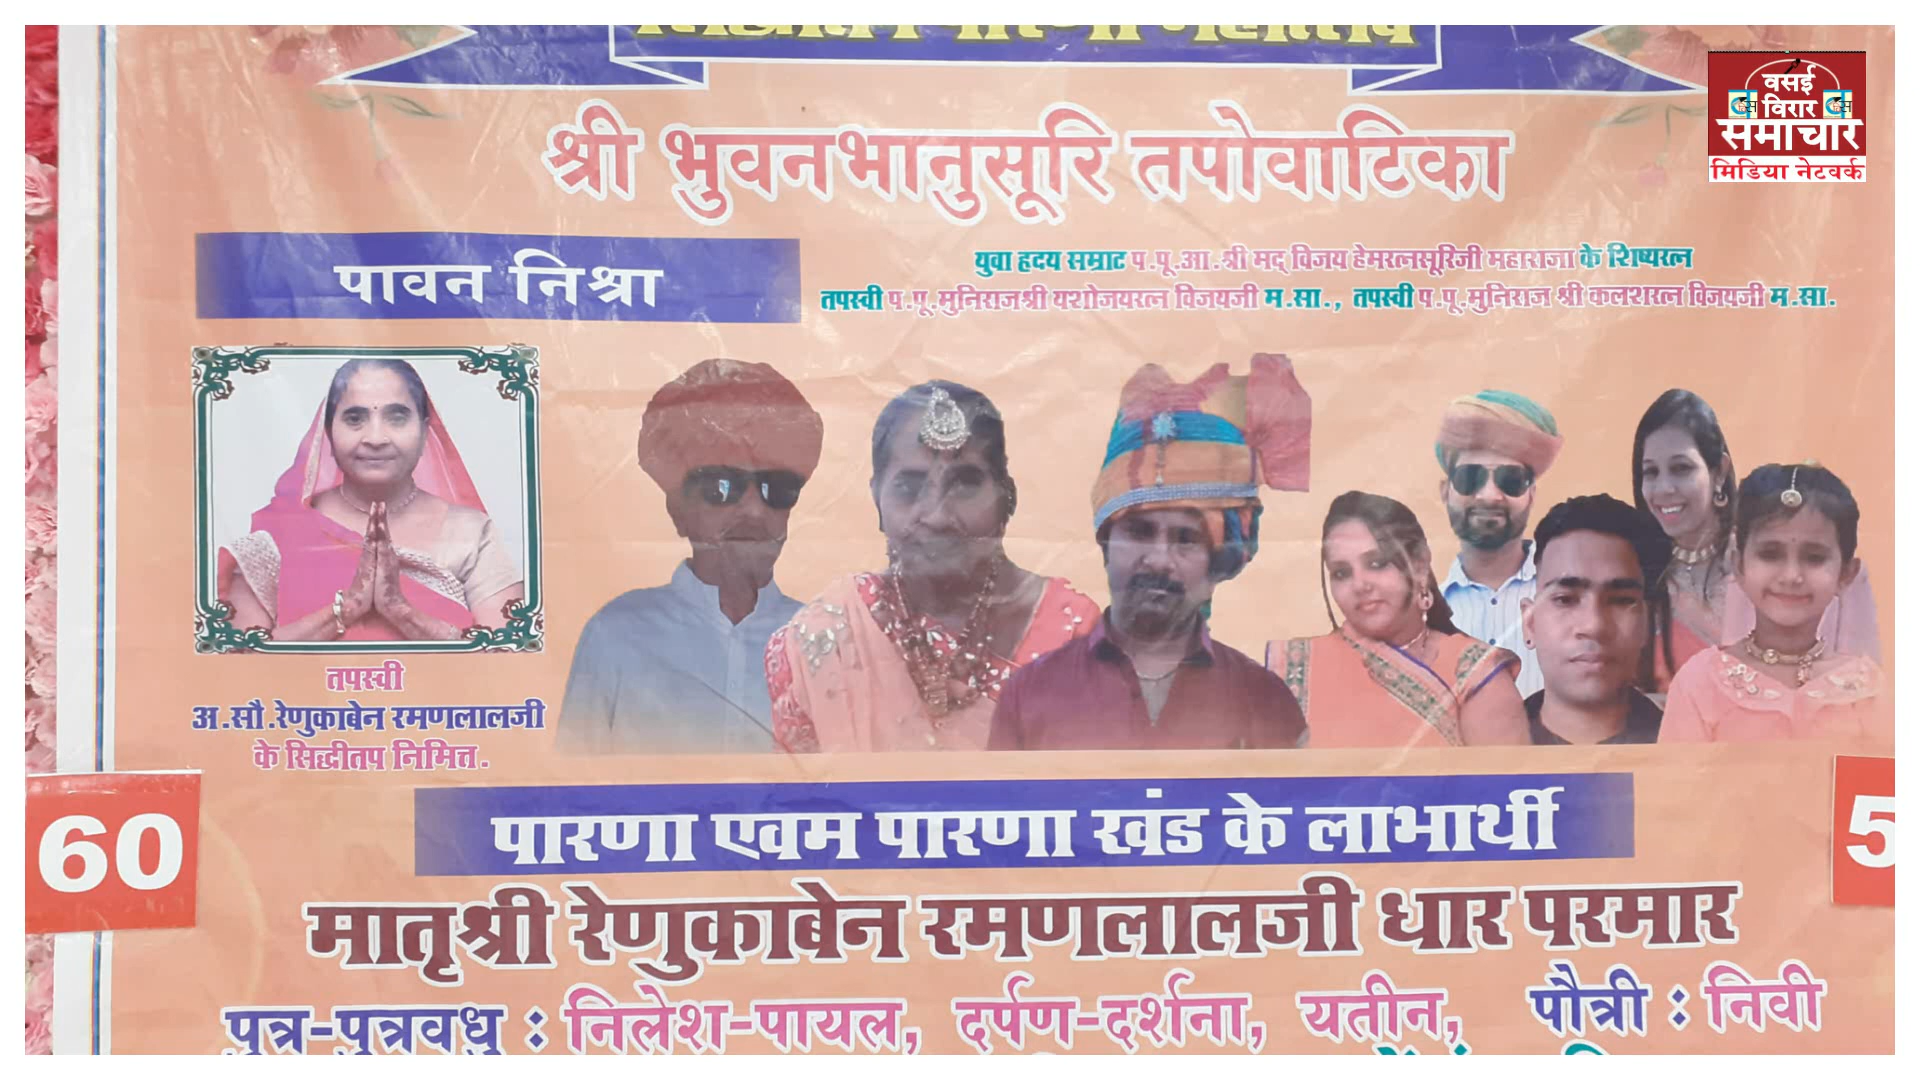 वसई
विरार
समाचार
मिडिया नेटवर्क
श्री भुवनभानुसूरि तपोवाटिका
पावन निश्रा
युवा हृदय सम्राट प.पू.आ.श्री मद् विजय हेमरत्नसूरिजी महाराजा के शिष्यरत्न
तपस्वी प.पू.मुनिराजश्री यशोजयरत्न विजयजी म.सा., तपस्वी प.पू.मुनिराज श्री कलशरत्न विजयजी म.सा.
तपस्वी
अ.सौ.रेणुकाबेन रमणलालजी
के सिद्धीतप निमित्त.
60
5
पारणा एवम पारणा खंड के लाभार्थी
मातृश्री रेणुकाबेन रमणलालजी धार परमार
पुत्र-पुत्रवधु : निलेश-पायल, दर्पण-दर्शना, यतीन, पौत्री : निवी